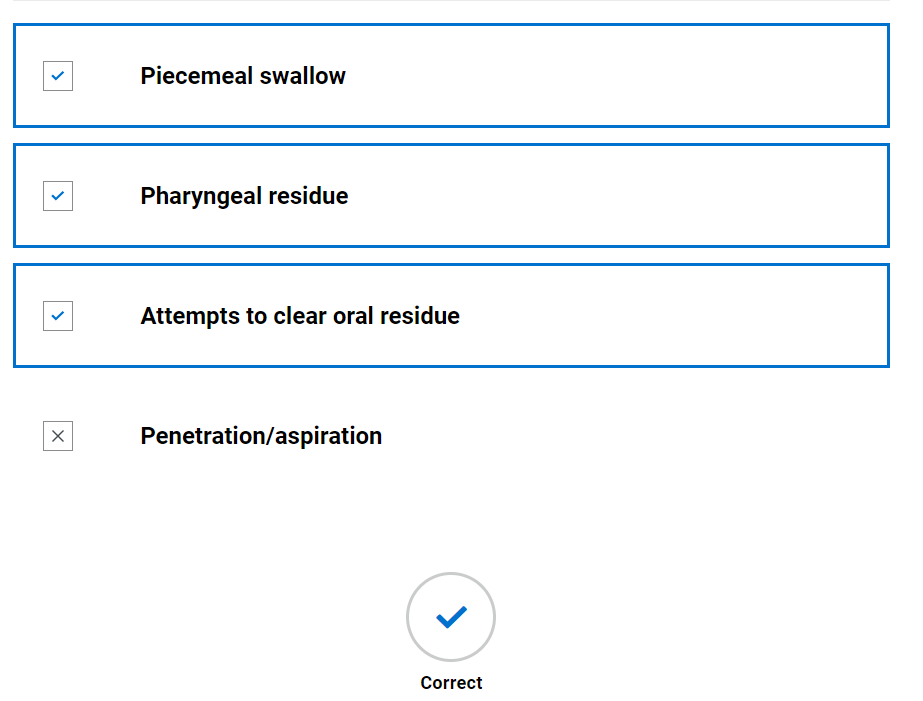 Piecemeal swallow
Pharyngeal residue
Attempts to clear oral residue
Penetration/aspiration
Correct